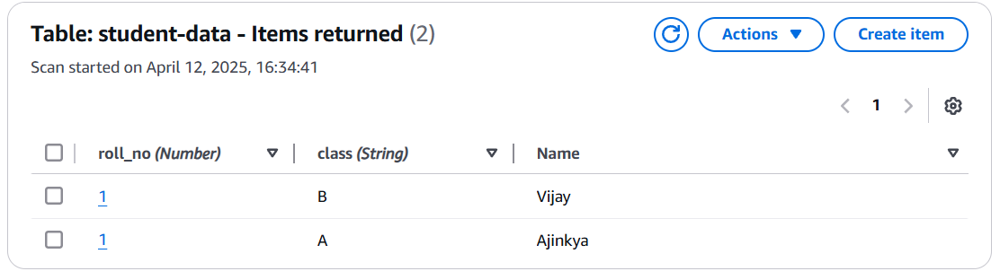 Table: student-data - Items returned (2)
Actions
Create item
Scan started on April 12, 2025, 16:34:41
1
roll_no (Number) class (String) Name
1 B Vijay
1 A Ajinkya